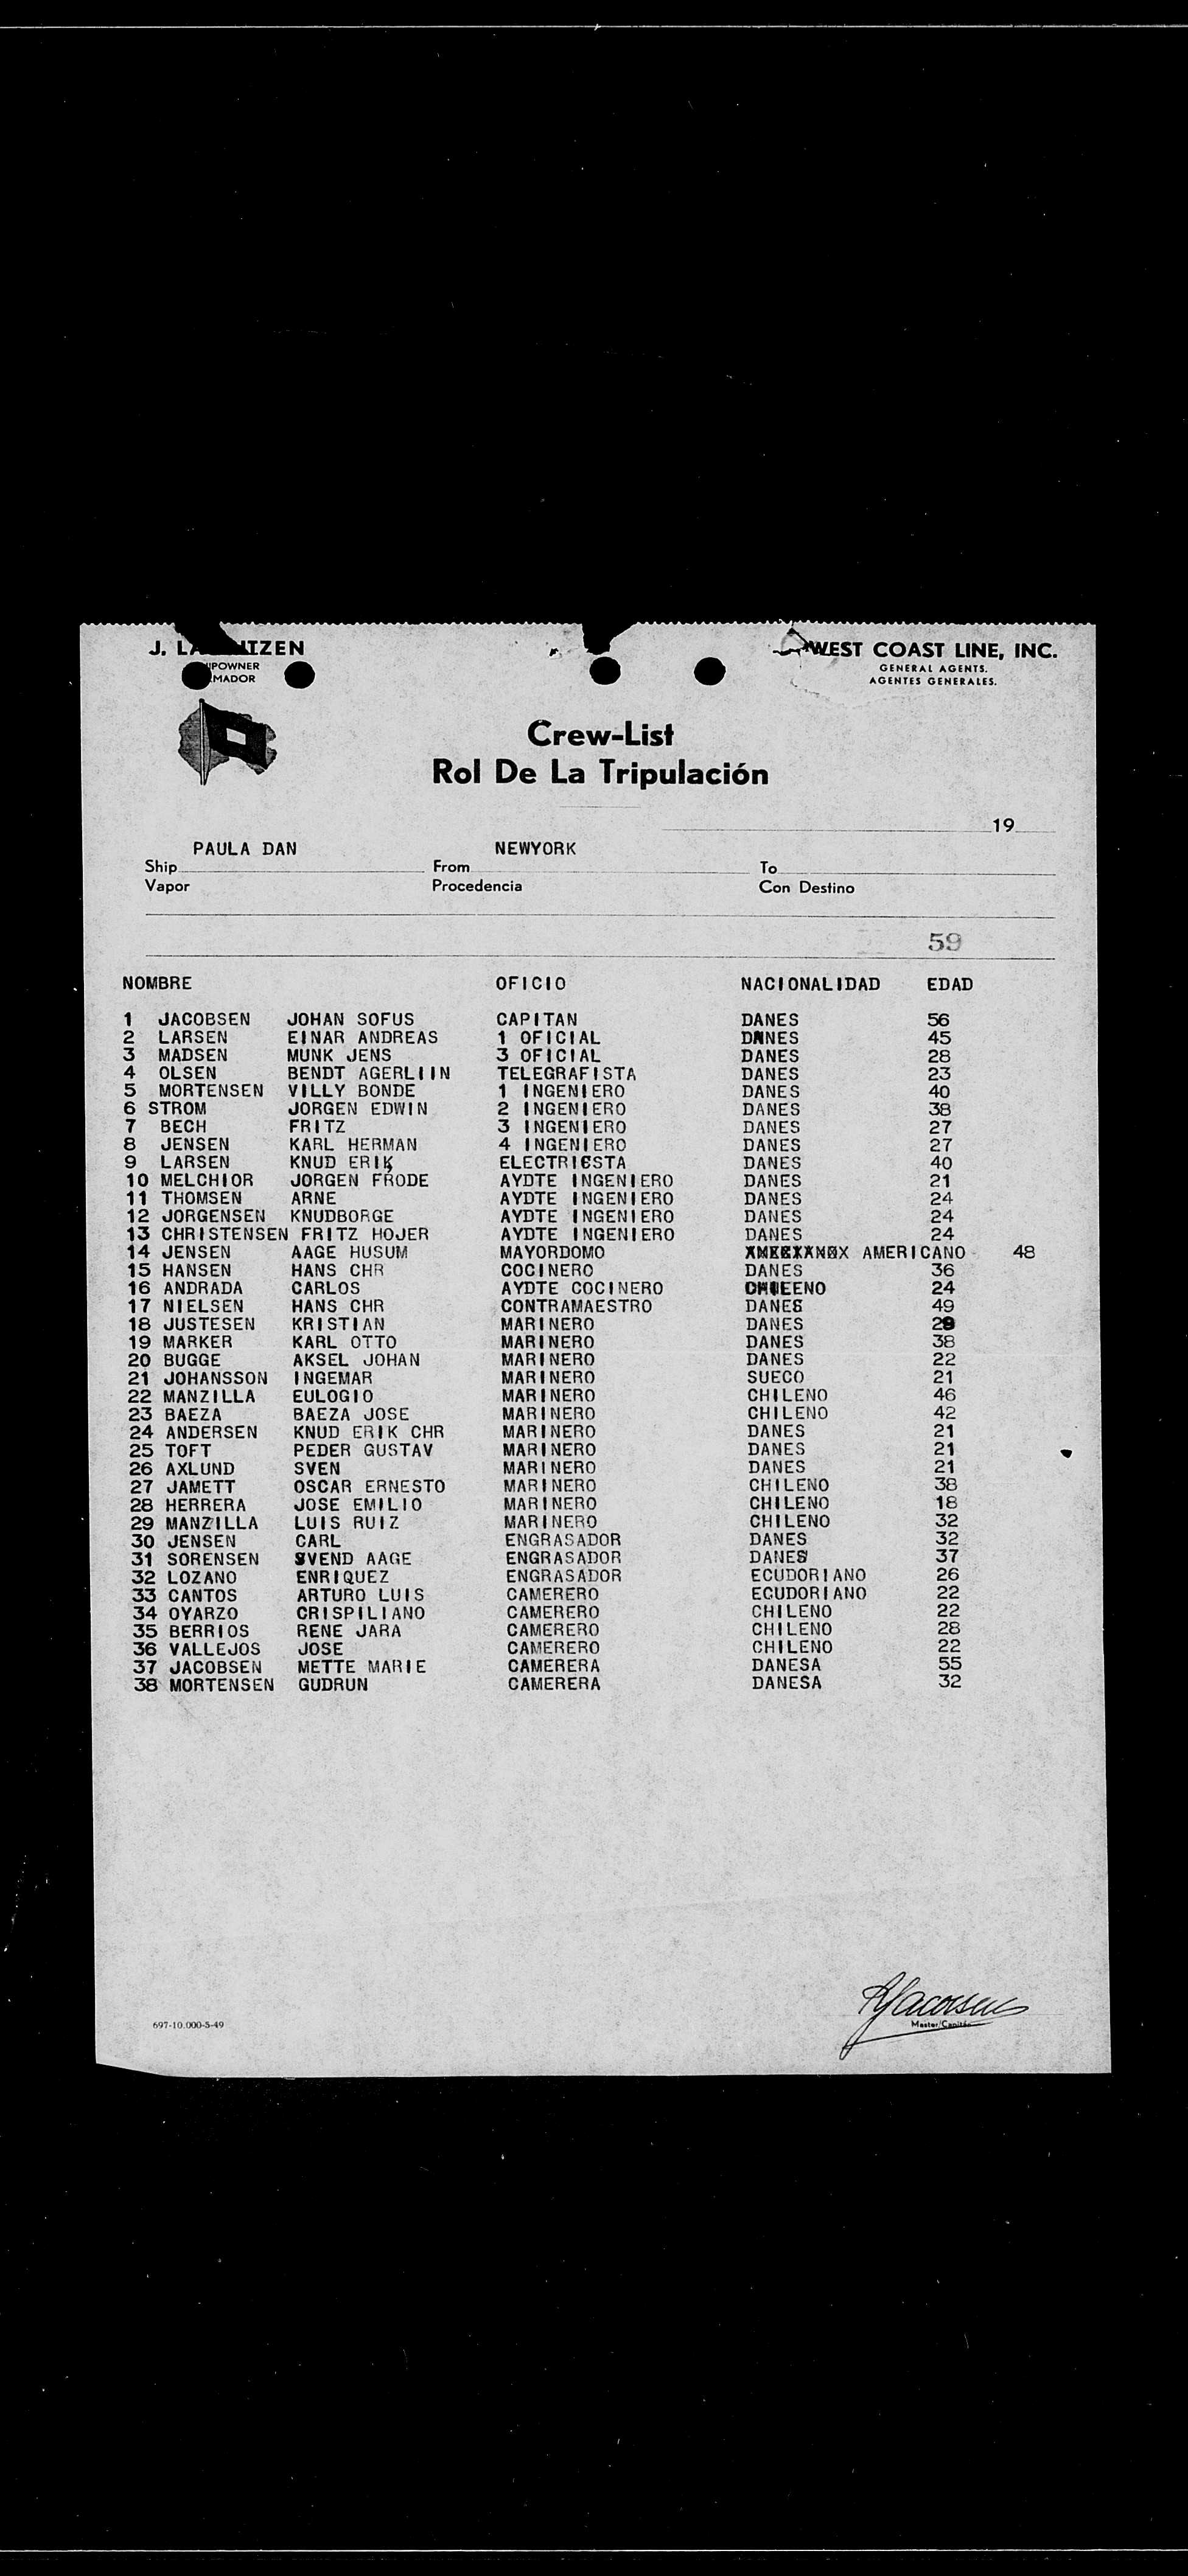 J. LA ITZEN
WEST COAST LINE, INC.
IPOWNER
MADOR
GENERAL AGENTS.
AGENTES GENERALES.
Crew-List
Rol De La Tripulación
19
PAULA DAN NEWYORK
Ship From To
Vapor Procedencia Con Destino
59
NOMBRE OFICIO NACIONALIDAD EDAD
1 JACOBSEN JOHAN SOFUS CAPITAN DANES 56
2 LARSEN EINAR ANDREAS 1 OFICIAL DANES 45
3 MADSEN MUNK JENS 3 OFICIAL DANES 28
4 OLSEN BENDT AGERLIIN TELEGRAFISTA DANES 23
5 MORTENSEN VILLY BONDE 1 INGENIERO DANES 40
6 STROM JORGEN EDWIN 2 INGENIERO DANES 38
7 BECH FRITZ 3 INGENIERO DANES 27
8 JENSEN KARL HERMAN 4 INGENIERO DANES 27
9 LARSEN KNUD ERIK ELECTRICSTA DANES 40
10 MELCHIOR JORGEN FRODE AYDTE INGENIERO DANES 21
11 THOMSEN ARNE AYDTE INGENIERO DANES 24
12 JORGENSEN KNUDBORGE AYDTE INGENIERO DANES 24
13 CHRISTENSEN FRITZ HOJER AYDTE INGENIERO DANES 24
14 JENSEN AAGE HUSUM MAYORDOMO AMERICANO 48
15 HANSEN HANS CHR COCINERO DANES 36
16 ANDRADA CARLOS AYDTE COCINERO CHILENO 24
17 NIELSEN HANS CHR CONTRAMAESTRO DANES 49
18 JUSTESEN KRISTIAN MARINERO DANES 29
19 MARKER KARL OTTO MARINERO DANES 38
20 BUGGE AKSEL JOHAN MARINERO DANES 22
21 JOHANSSON INGEMAR MARINERO SUECO 21
22 MANZILLA EULOGIO MARINERO CHILENO 46
23 BAEZA BAEZA JOSE MARINERO CHILENO 42
24 ANDERSEN KNUD ERIK CHR MARINERO DANES 21
25 TOFT PEDER GUSTAV MARINERO DANES 21
26 AXLUND SVEN MARINERO DANES 21
27 JAMETT OSCAR ERNESTO MARINERO CHILENO 38
28 HERRERA JOSE EMILIO MARINERO CHILENO 18
29 MANZILLA LUIS RUIZ MARINERO CHILENO 32
30 JENSEN CARL ENGRASADOR DANES 32
31 SORENSEN SVEND AAGE ENGRASADOR DANES 37
32 LOZANO ENRIQUEZ ENGRASADOR ECUDORIANO 26
33 CANTOS ARTURO LUIS CAMERERO ECUDORIANO 22
34 OYARZO CRISPILIANO CAMERERO CHILENO 22
35 BERRIOS RENE JARA CAMERERO CHILENO 28
36 VALLEJOS JOSE CAMERERO CHILENO 22
37 JACOBSEN METTE MARIE CAMERERA DANESA 55
38 MORTENSEN GUDRUN CAMERERA DANESA 32
Master/Capitán
697-10.000-5-49